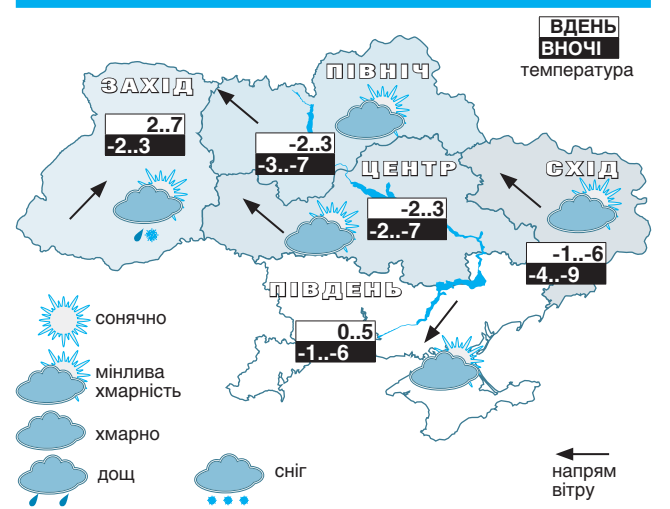 ВДЕНЬ
ВНОЧІ
температура
ПІВНІЧ
ЗАХІД
2..7
-2..3
-2..3
-3..-7
ЦЕНТР
СХІД
-2..3
-2..-7
-1..-6
-4..-9
ПІВДЕНЬ
0..5
-1..-6
сонячно
мінлива
хмарність
хмарно
дощ
сніг
напрям
вітру